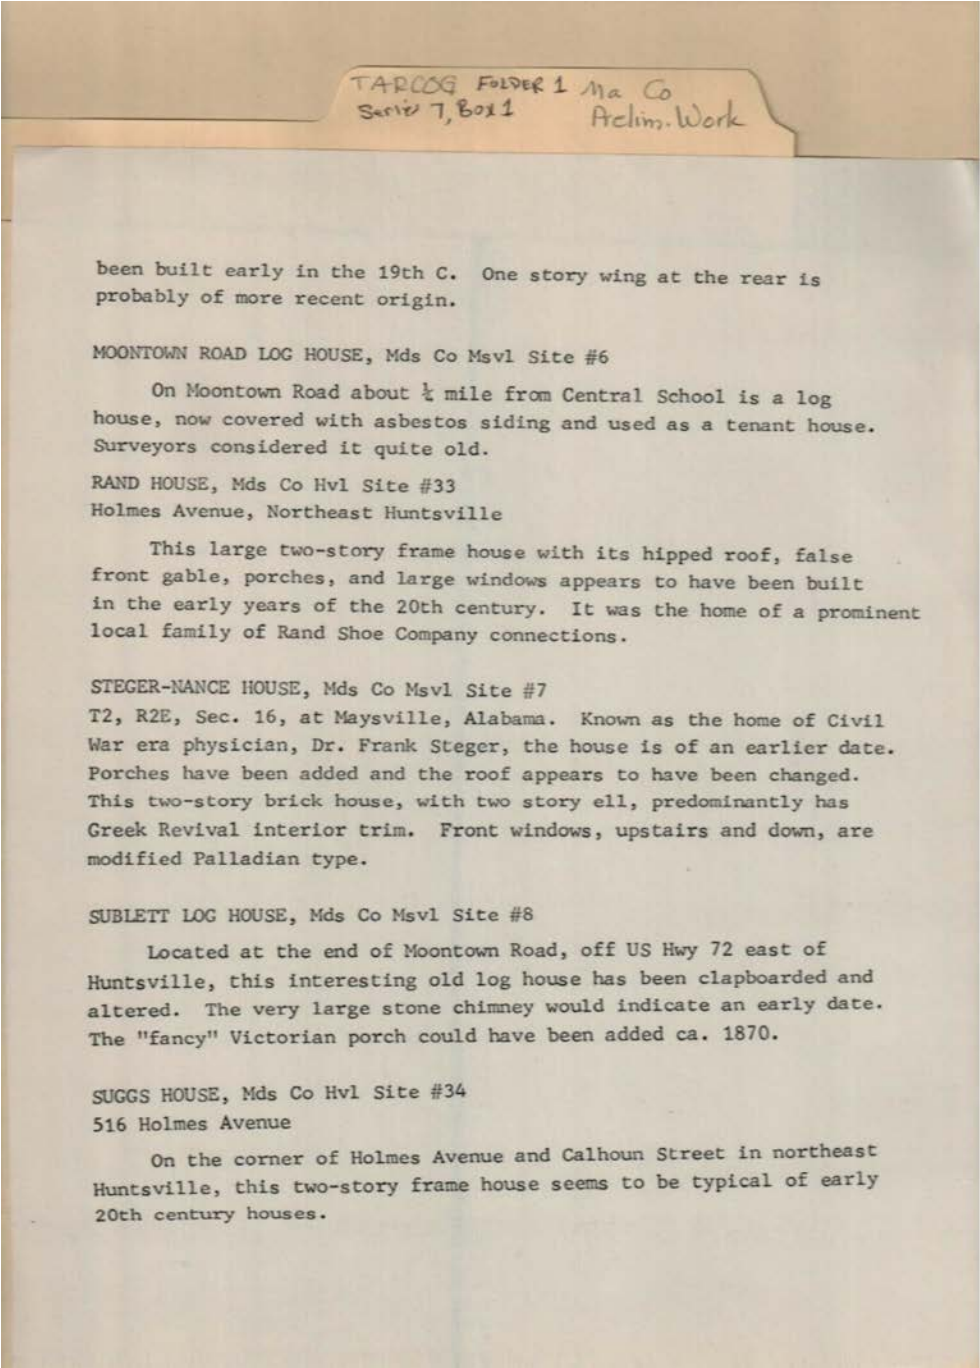 TARCOG FOLDER 1 Ma Co
Series 7, Box 1 Prelim. Work
been built early in the 19th C. One story wing at the rear is
probably of more recent origin.
MOONTOWN ROAD LOG HOUSE, Mds Co Msvl Site #6
On Moontown Road about ¼ mile from Central School is a log
house, now covered with asbestos siding and used as a tenant house.
Surveyors considered it quite old.
RAND HOUSE, Mds Co Hvl Site #33
Holmes Avenue, Northeast Huntsville
This large two-story frame house with its hipped roof, false
front gable, porches, and large windows appears to have been built
in the early years of the 20th century. It was the home of a prominent
local family of Rand Shoe Company connections.
STEGER-NANCE HOUSE, Mds Co Msvl Site #7
T2, R2E, Sec. 16, at Maysville, Alabama. Known as the home of Civil
War era physician, Dr. Frank Steger, the house is of an earlier date.
Porches have been added and the roof appears to have been changed.
This two-story brick house, with two story ell, predominantly has
Greek Revival interior trim. Front windows, upstairs and down, are
modified Palladian type.
SUBLETT LOG HOUSE, Mds Co Msvl Site #8
Located at the end of Moontown Road, off US Hwy 72 east of
Huntsville, this interesting old log house has been clapboarded and
altered. The very large stone chimney would indicate an early date.
The "fancy" Victorian porch could have been added ca. 1870.
SUGGS HOUSE, Mds Co Hvl Site #34
516 Holmes Avenue
On the corner of Holmes Avenue and Calhoun Street in northeast
Huntsville, this two-story frame house seems to be typical of early
20th century houses.